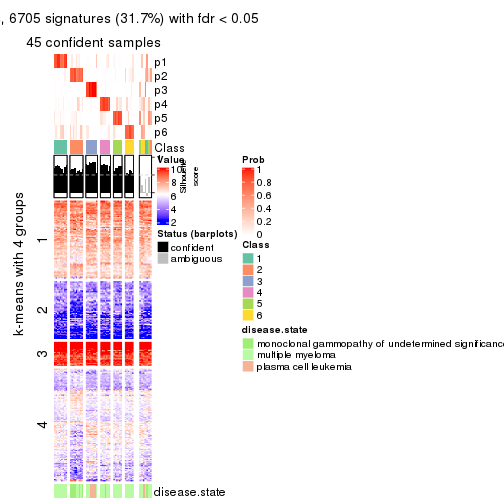 , 6705 signatures (31.7%) with fdr < 0.05
45 confident samples
p1
p2
p3
p4
p5
p6
Class
k-means with 4 groups
1
2
3
4
Value
10
8
6
4
2
Silhouette
score
Status (barplots)
confident
ambiguous
Prob
1
0.8
0.6
0.4
0.2
0
Class
1
2
3
4
5
6
disease.state
monoclonal gammopathy of undetermined significance
multiple myeloma
plasma cell leukemia
disease.state